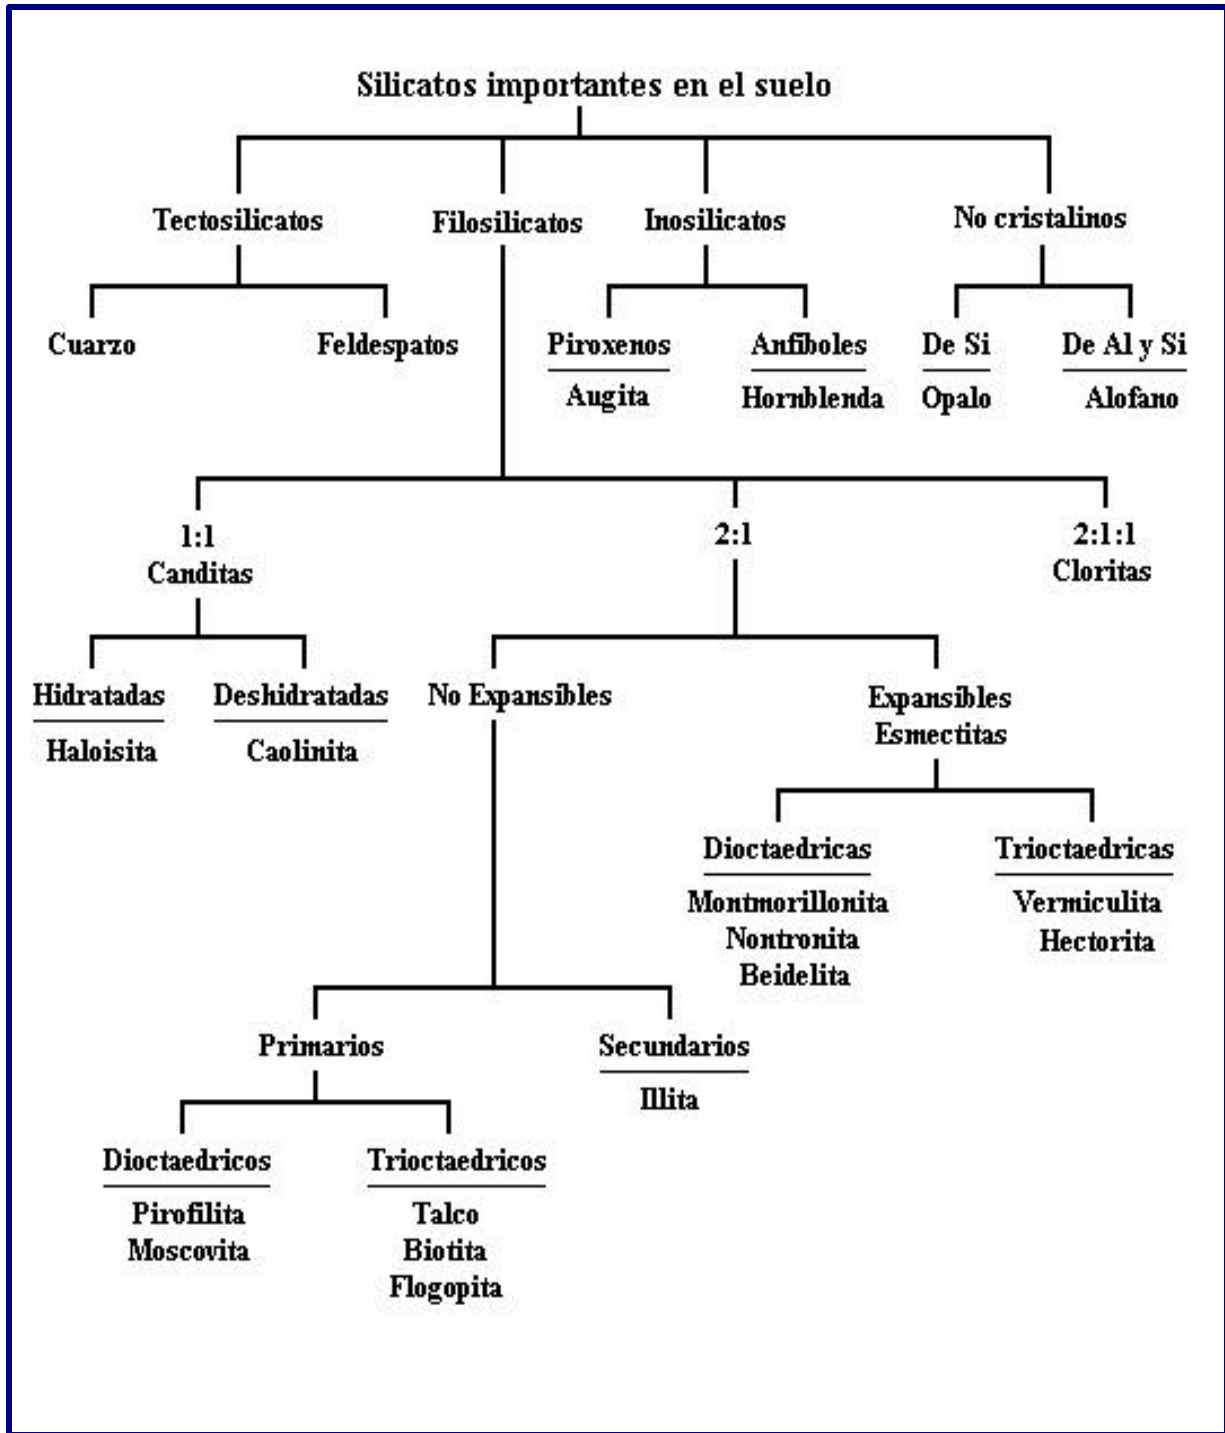 Silicatos importantes en el suelo
Tectosilicatos
Filosilicatos
Inosilicatos
No cristalinos
Cuarzo
Feldespatos
Piroxenos
Augita
Anfiboles
Hornblenda
De Si
Opalo
De Al y Si
Alofano
1:1
Canditas
2:1
2:1:1
Cloritas
Hidratadas
Haloisita
Deshidratadas
Caolinita
No Expansibles
Expansibles
Esmectitas
Dioctaedricas
Montmorillonita
Nontronita
Beidelita
Trioctaedricas
Vermiculita
Hectorita
Primarios
Secundarios
Illita
Dioctaedricos
Pirofilita
Moscovita
Trioctaedricos
Talco
Biotita
Flogopita